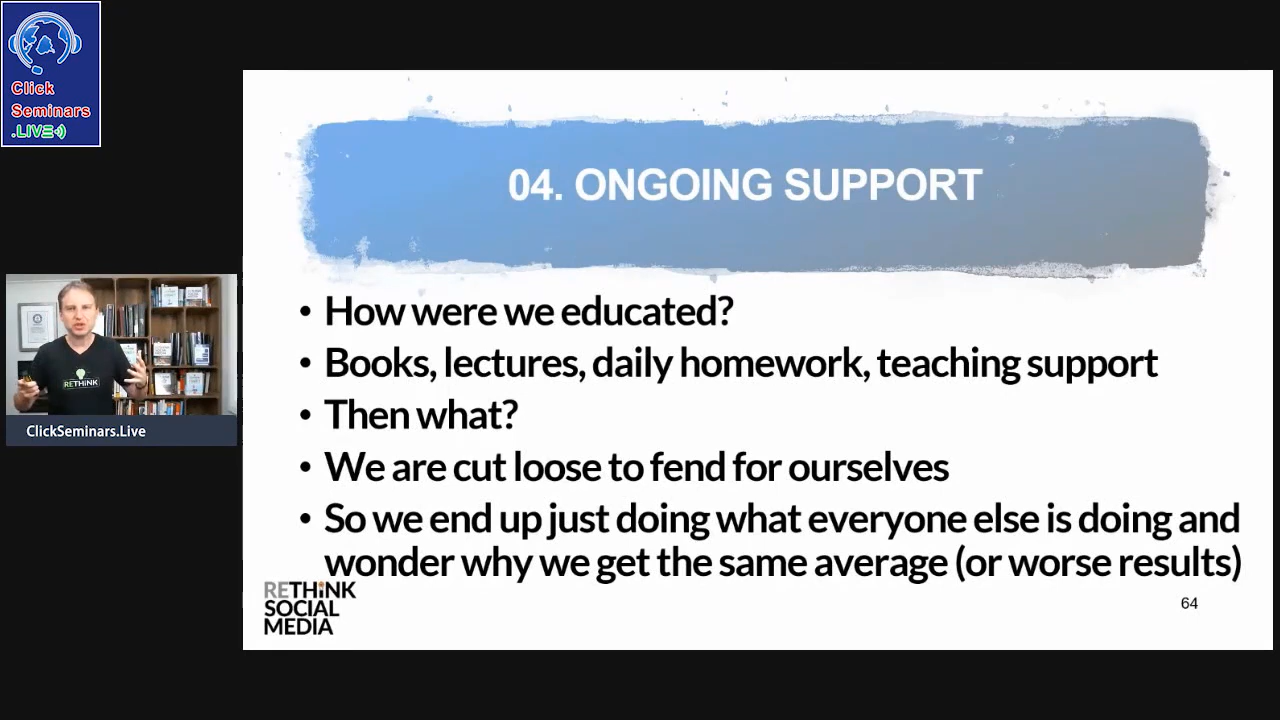 Click
Seminars
.LIVE
04. ONGOING SUPPORT
• How were we educated?
• Books, lectures, daily homework, teaching support
• Then what?
• We are cut loose to fend for ourselves
• So we end up just doing what everyone else is doing and
wonder why we get the same average (or worse results)
RETHiNK
ClickSeminars.Live
RETHiNK
SOCIAL
MEDIA
64